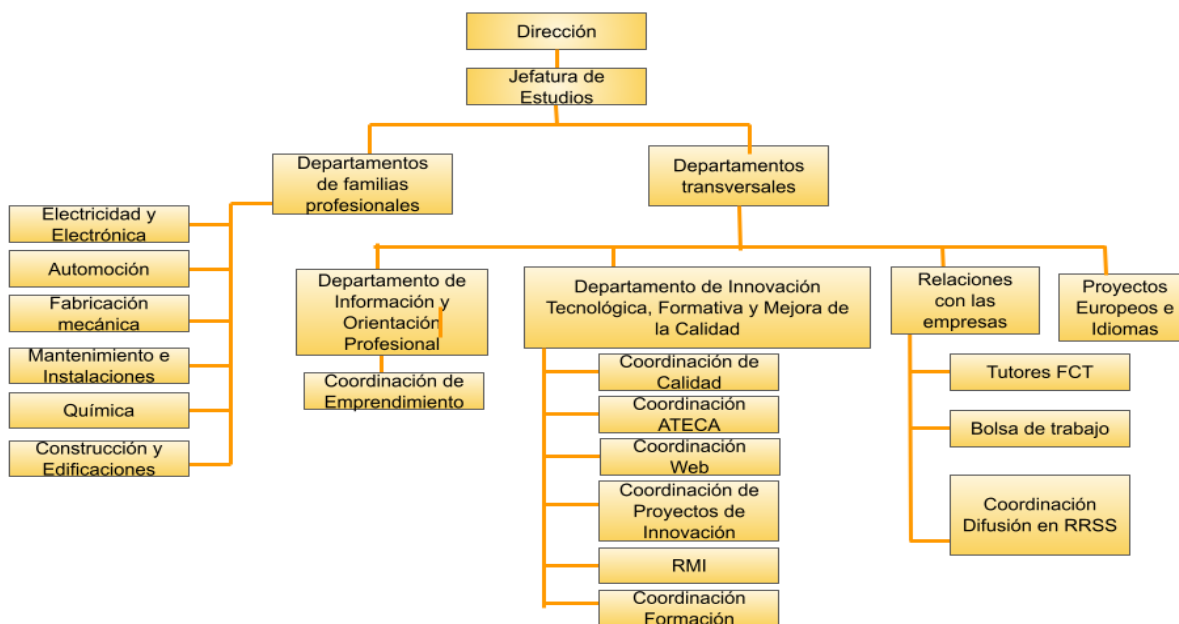 Dirección
Jefatura de
Estudios
Departamentos
de familias
profesionales
Departamentos
transversales
Electricidad y
Electrónica
Automoción
Fabricación
mecánica
Mantenimiento e
Instalaciones
Química
Construcción y
Edificaciones
Departamento de
Información y
Orientación
Profesional
Coordinación de
Emprendimiento
Departamento de Innovación
Tecnológica, Formativa y Mejora de
la Calidad
Coordinación de
Calidad
Coordinación
ATECA
Coordinación
Web
Coordinación de
Proyectos de
Innovación
RMI
Coordinación
Formación
Relaciones
con las
empresas
Tutores FCT
Bolsa de trabajo
Coordinación
Difusión en RRSS
Proyectos
Europeos e
Idiomas